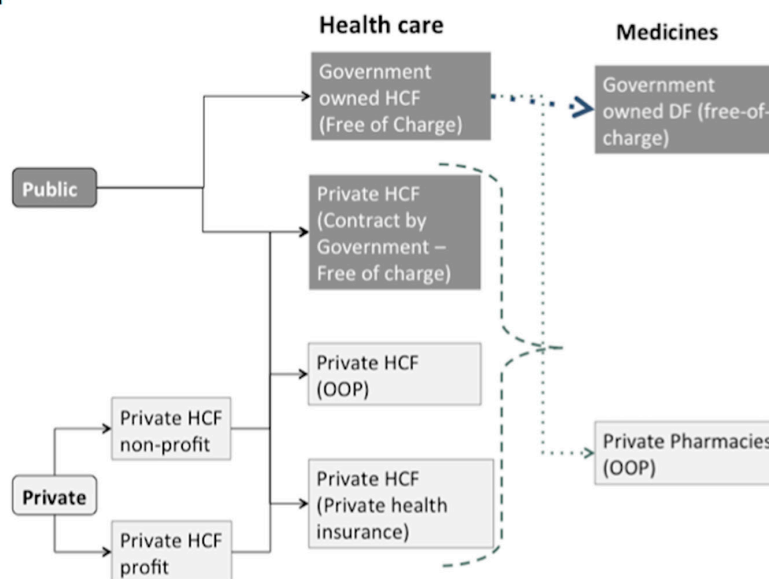 Health care
Medicines
Government
owned HCF
(Free of Charge)
Government
owned DF (free-of-
charge)
Public
Private HCF
(Contract by
Government –
Free of charge)
Private HCF
(OOP)
Private HCF
non-profit
Private Pharmacies
(OOP)
Private
Private HCF
(Private health
insurance)
Private HCF
profit